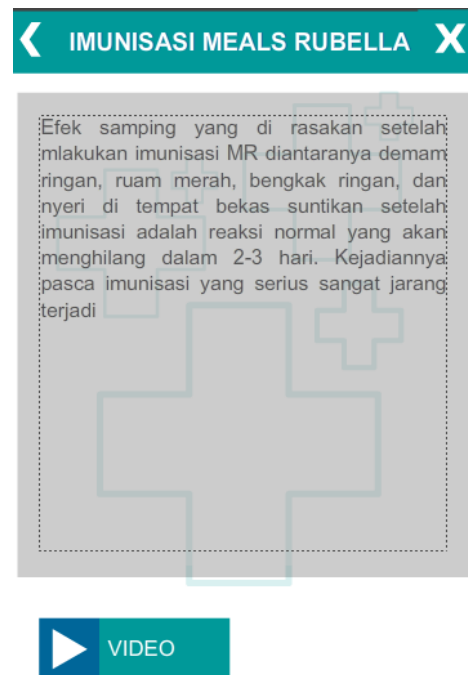 IMUNISASI MEALS RUBELLA X
Efek samping yang di rasakan setelah
mlakukan imunisasi MR diantaranya demam
ringan, ruam merah, bengkak ringan, dan
nyeri di tempat bekas suntikan setelah
imunisasi adalah reaksi normal yang akan
menghilang dalam 2-3 hari. Kejadiannya
pasca imunisasi yang serius sangat jarang
terjadi
VIDEO